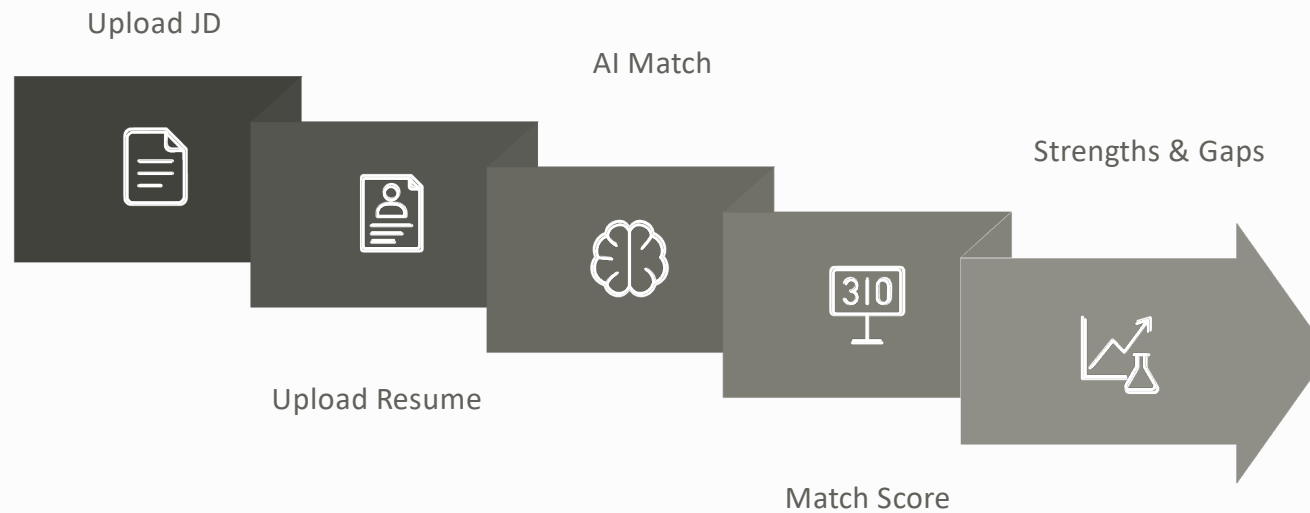 Upload JD
AI Match
Strengths & Gaps
310
Upload Resume
Match Score